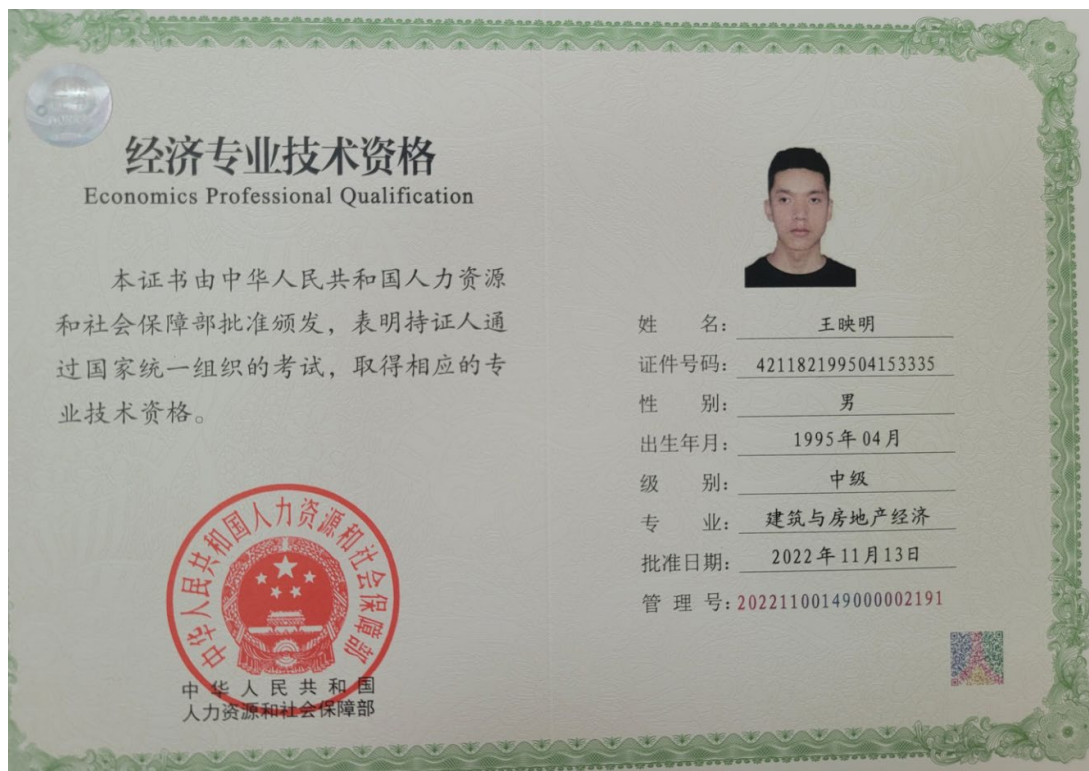 经济专业技术资格
Economics Professional Qualification
本证书由中华人民共和国人力资源
和社会保障部批准颁发，表明持证人通
过国家统一组织的考试，取得相应的专
业技术资格。
中华人民共和国人力资源和社会保障部
中华人民共和国
人力资源和社会保障部
姓名：王映明
证件号码：421182199504153335
性别：男
出生年月：1995年04月
级别：中级
专业：建筑与房地产经济
批准日期：2022年11月13日
管理号：20221100149000002191